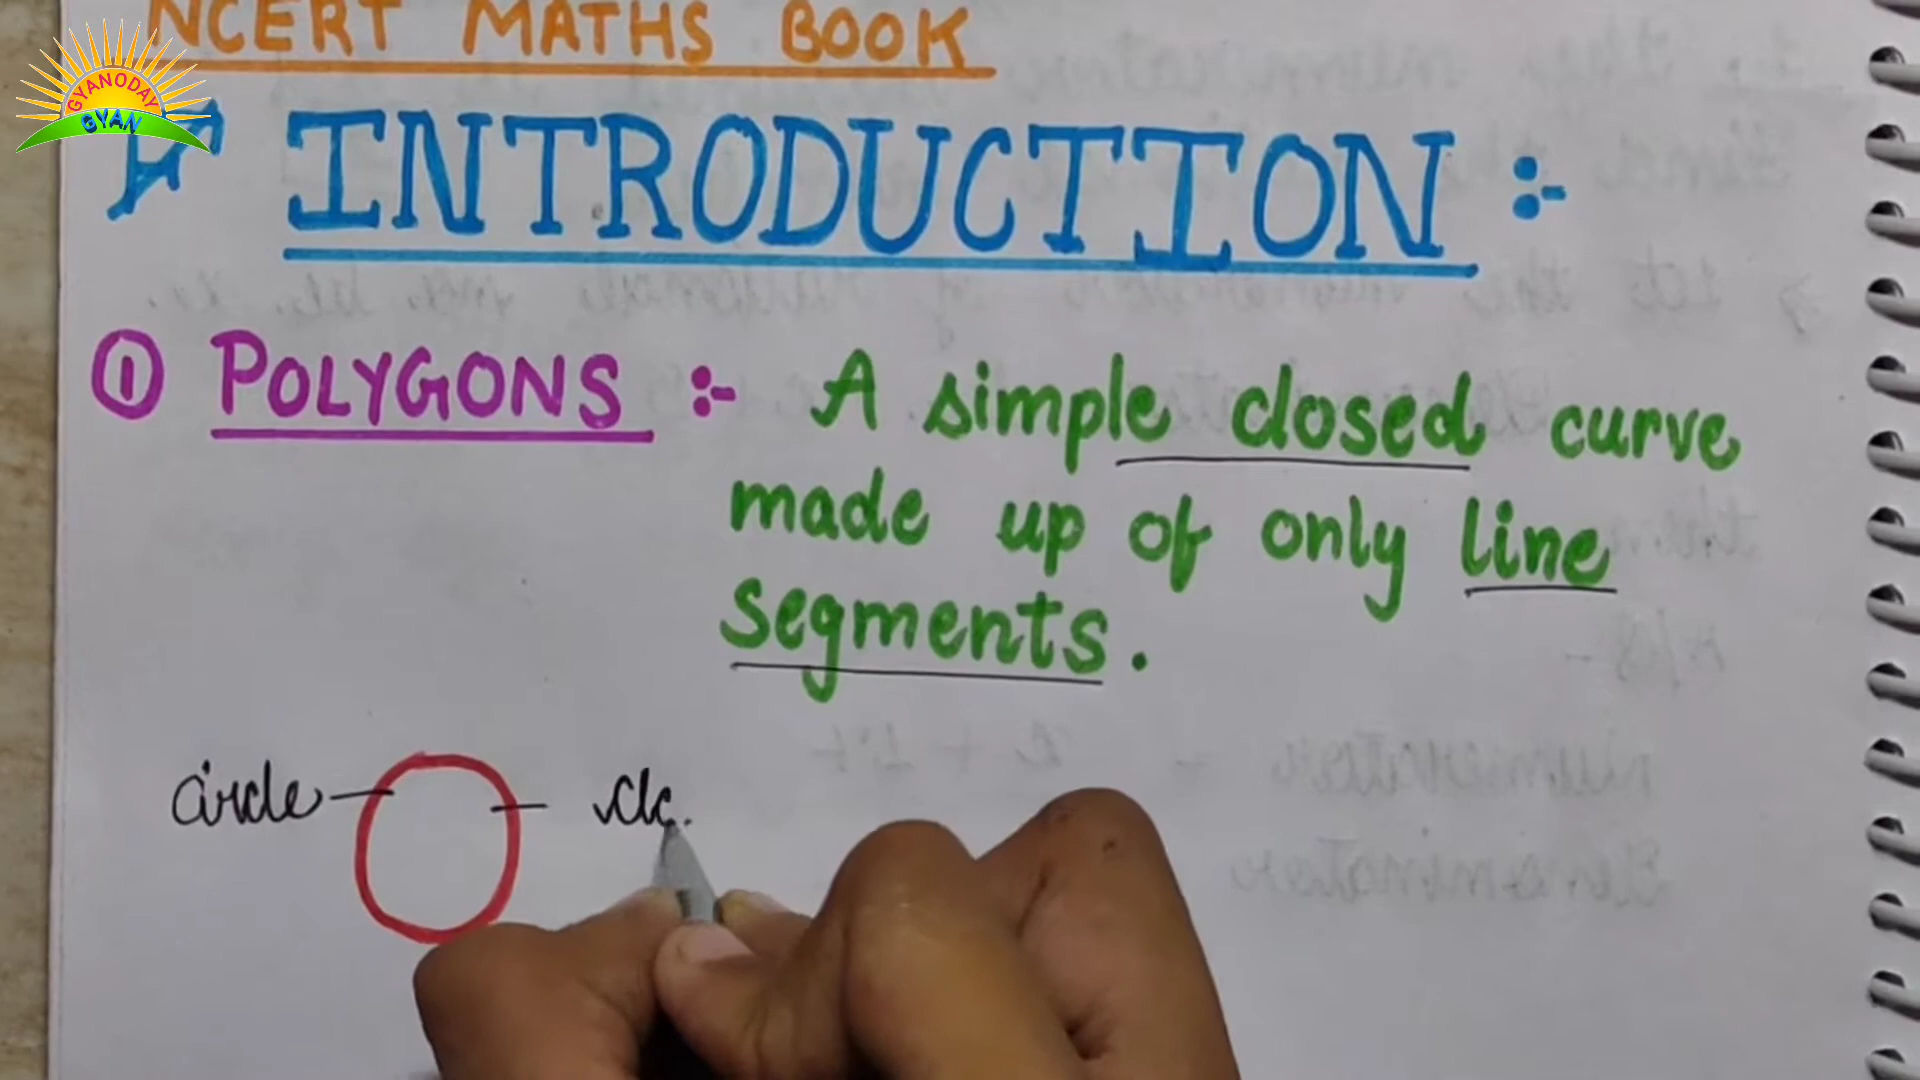 NCERT MATHS BOOK
GYANODAY
GYAN
INTRODUCTION :-
① POLYGONS :- A simple closed curve
made up of only line
segments.
circle